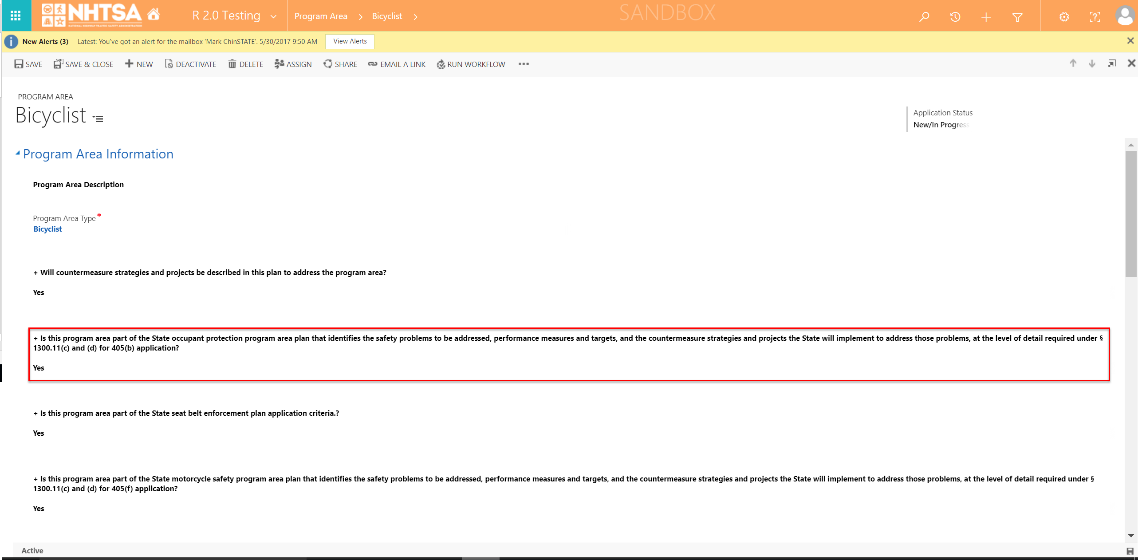 NHTSA R 2.0 Testing Program Area Bicyclist SANDBOX
New Alerts (3) Latest: You've got an alert for the mailbox 'Mark ChinSTATE'. 5/30/2017 9:50 AM View Alerts
SAVE SAVE & CLOSE NEW DEACTIVATE DELETE ASSIGN SHARE EMAIL A LINK RUN WORKFLOW •••
PROGRAM AREA
Bicyclist
Application Status
New/In Progress
Program Area Information
Program Area Description
Program Area Type *
Bicyclist
+ Will countermeasure strategies and projects be described in this plan to address the program area?
Yes
+ Is this program area part of the State occupant protection program area plan that identifies the safety problems to be addressed, performance measures and targets, and the countermeasure strategies and projects the State will implement to address those problems, at the level of detail required under §
1300.11(c) and (d) for 405(b) application?
Yes
+ Is this program area part of the State seat belt enforcement plan application criteria.?
Yes
+ Is this program area part of the State motorcycle safety program area plan that identifies the safety problems to be addressed, performance measures and targets, and the countermeasure strategies and projects the State will implement to address those problems, at the level of detail required under §
1300.11(c) and (d) for 405(f) application?
Yes
Active